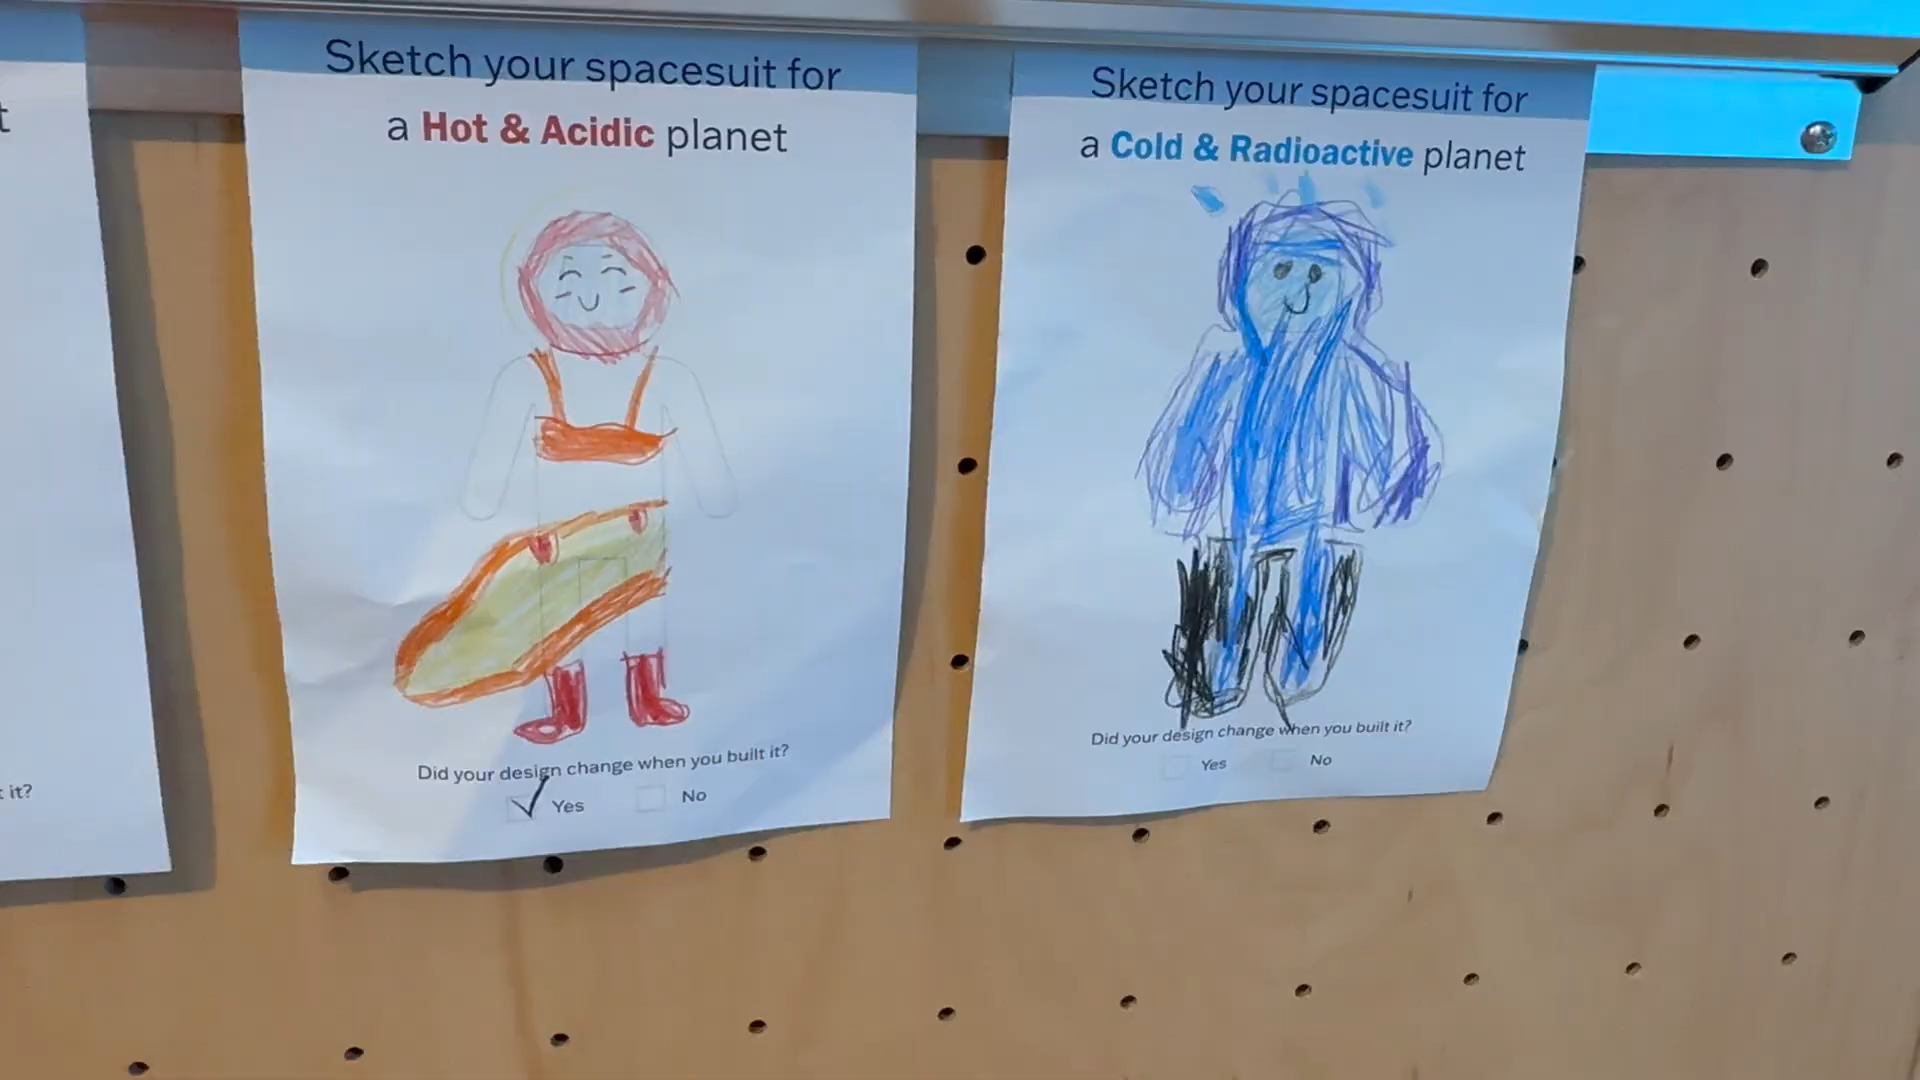 t
it?
Sketch your spacesuit for
a Hot & Acidic planet
Did your design change when you built it?
Yes
No
Sketch your spacesuit for
a Cold & Radioactive planet
Did your design change when you built it?
Yes
No